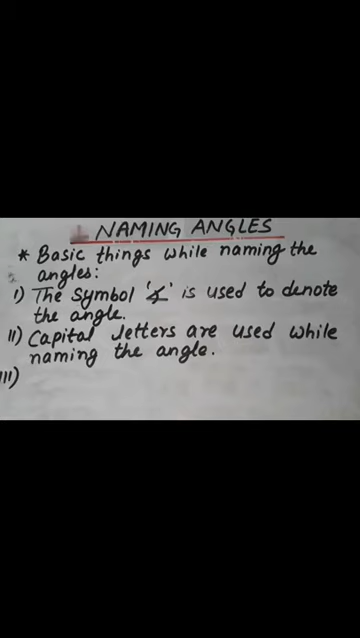 NAMING ANGLES
* Basic things while naming the
angles:
I) The symbol '∡' is used to denote
the angle.
II) Capital letters are used while
naming the angle.
III)